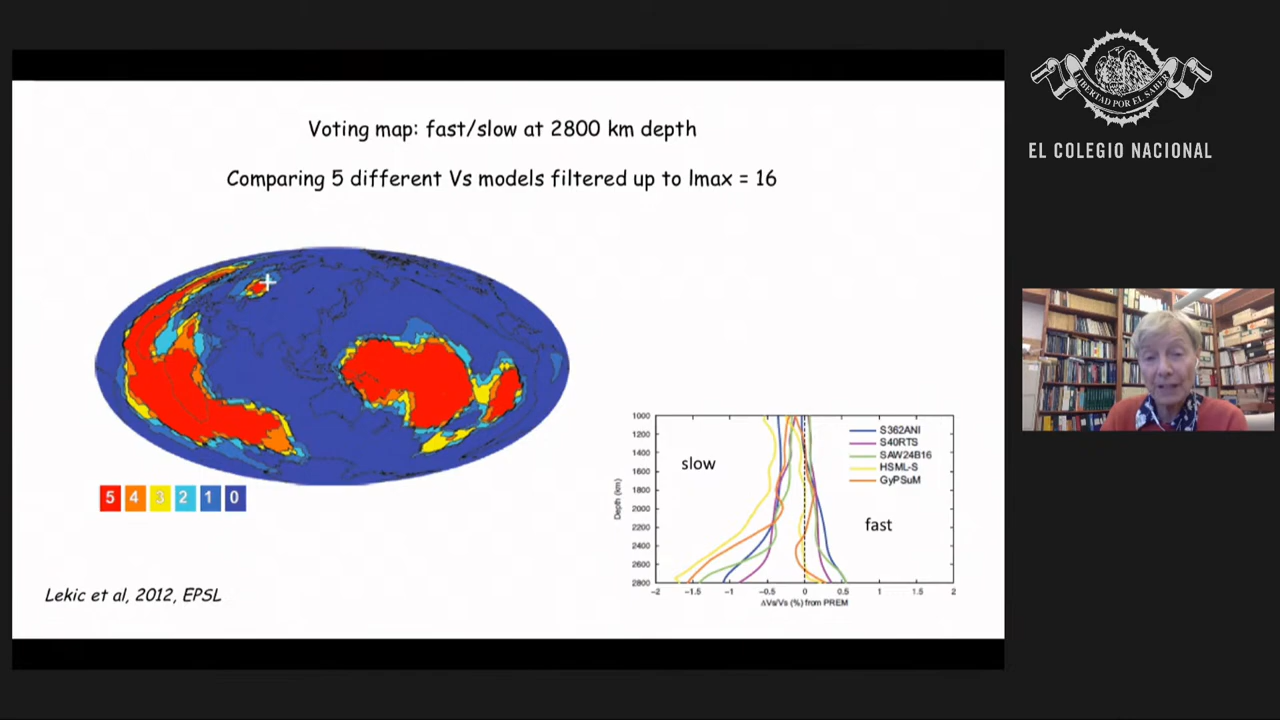 Voting map: fast/slow at 2800 km depth
Comparing 5 different Vs models filtered up to lmax = 16
5 4 3 2 1 0
Lekic et al, 2012, EPSL
1000
1200
1400
1600
1800
2000
2200
2400
2600
2800
Depth (km)
slow
fast
S362ANI
S40RTS
SAW24B16
HSML-S
GyPSuM
−2 −1.5 −1 −0.5 0 0.5 1 1.5 2
ΔVs/Vs (%) from PREM
LIBERTAD POR EL SABER
EL COLEGIO NACIONAL